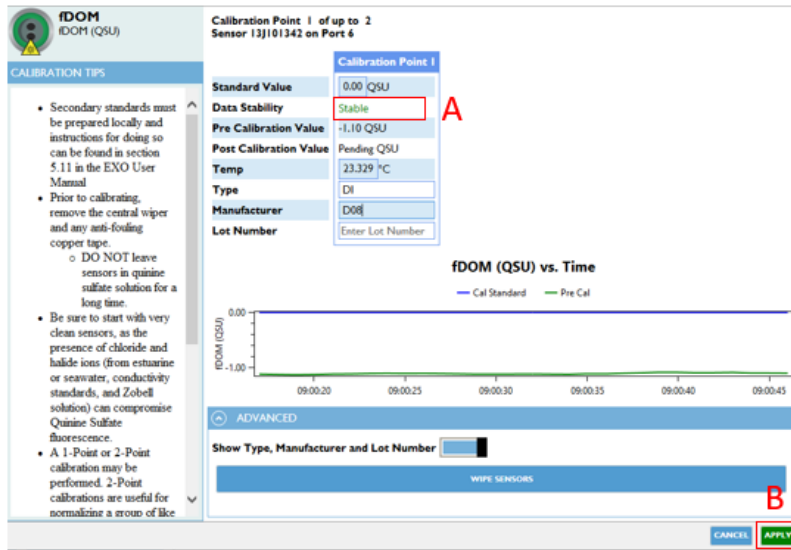 fDOM
fDOM (QSU)
CALIBRATION TIPS
• Secondary standards must
be prepared locally and
instructions for doing so
can be found in section
5.11 in the EXO User
Manual
• Prior to calibrating,
remove the central wiper
and any anti-fouling
copper tape.
o DO NOT leave
sensors in quinine
sulfate solution for a
long time.
• Be sure to start with very
clean sensors, as the
presence of chloride and
halide ions (from estuarine
or seawater, conductivity
standards, and Zobell
solution) can compromise
Quinine Sulfate
fluorescence.
• A 1-Point or 2-Point
calibration may be
performed. 2-Point
calibrations are useful for
normalizing a group of like
Calibration Point 1 of up to 2
Sensor 13J101342 on Port 6
Calibration Point 1
Standard Value 0.00 QSU
Data Stability Stable
A
Pre Calibration Value -1.10 QSU
Post Calibration Value Pending QSU
Temp 23.329 °C
Type DI
Manufacturer D08
Lot Number Enter Lot Number
fDOM (QSU) vs. Time
Cal Standard Pre Cal
fDOM (QSU)
0.00
-1.00
09:00:20 09:00:25 09:00:30 09:00:35 09:00:40 09:00:45
ADVANCED
Show Type, Manufacturer and Lot Number
WIPE SENSORS
B
CANCEL APPLY